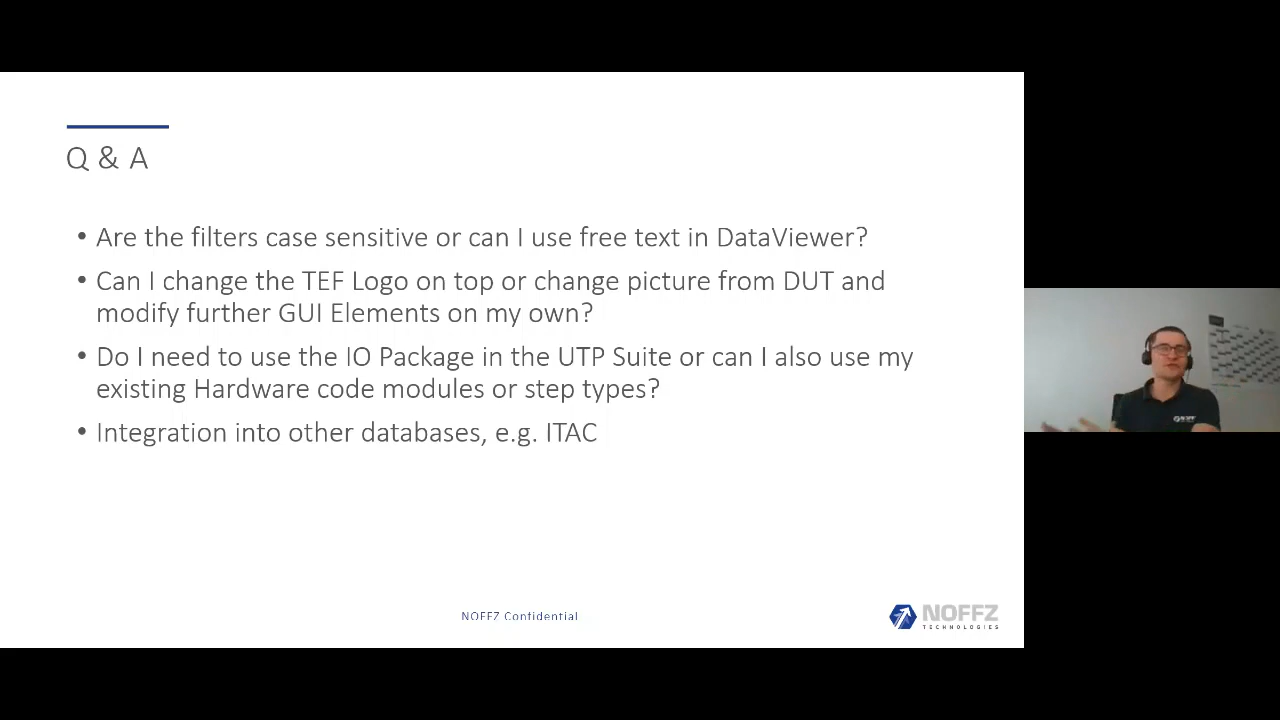 Q & A
• Are the filters case sensitive or can I use free text in DataViewer?
• Can I change the TEF Logo on top or change picture from DUT and
modify further GUI Elements on my own?
• Do I need to use the IO Package in the UTP Suite or can I also use my
existing Hardware code modules or step types?
• Integration into other databases, e.g. ITAC
NOFFZ Confidential
NOFFZ
TECHNOLOGIES